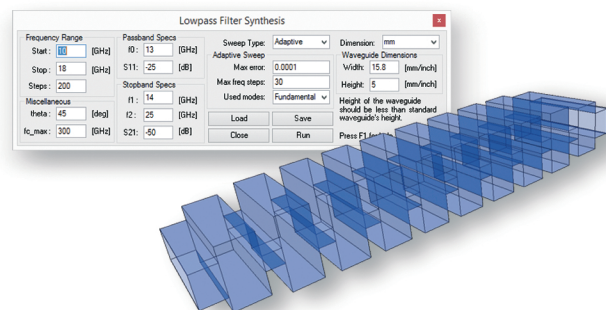 Lowpass Filter Synthesis
x
Frequency Range
Start : 10 [GHz]
Stop : 18 [GHz]
Steps : 200
Miscellaneous
theta : 45 [deg]
fc_max : 300 [GHz]
Passband Specs
f0 : 13 [GHz]
S11: -25 [dB]
Stopband Specs
f1 : 14 [GHz]
f2 : 25 [GHz]
S21: -50 [dB]
Sweep Type: Adaptive
Adaptive Sweep
Max error: 0.0001
Max freq steps: 30
Used modes: Fundamental
Load Save
Close Run
Dimension: mm
Waveguide Dimensions
Width: 15.8 [mm/inch]
Height: 5 [mm/inch]
Height of the waveguide
should be less than standard
waveguide's height.
Press F1 for